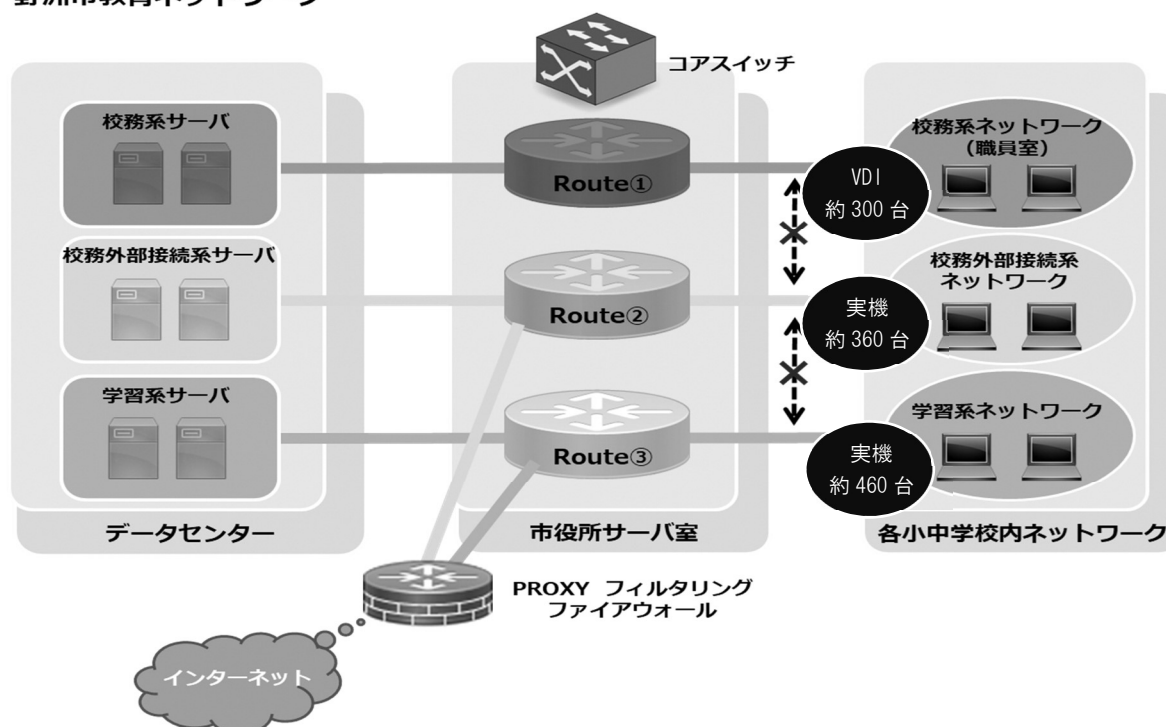 コアスイッチ
校務系サーバ
Route①
VDI
約 300 台
校務系ネットワーク
(職員室)
校務外部接続系サーバ
Route②
実機
約 360 台
校務外部接続系
ネットワーク
学習系サーバ
Route③
実機
約 460 台
学習系ネットワーク
データセンター
市役所サーバ室
各小中学校内ネットワーク
PROXY フィルタリング
ファイアウォール
インターネット